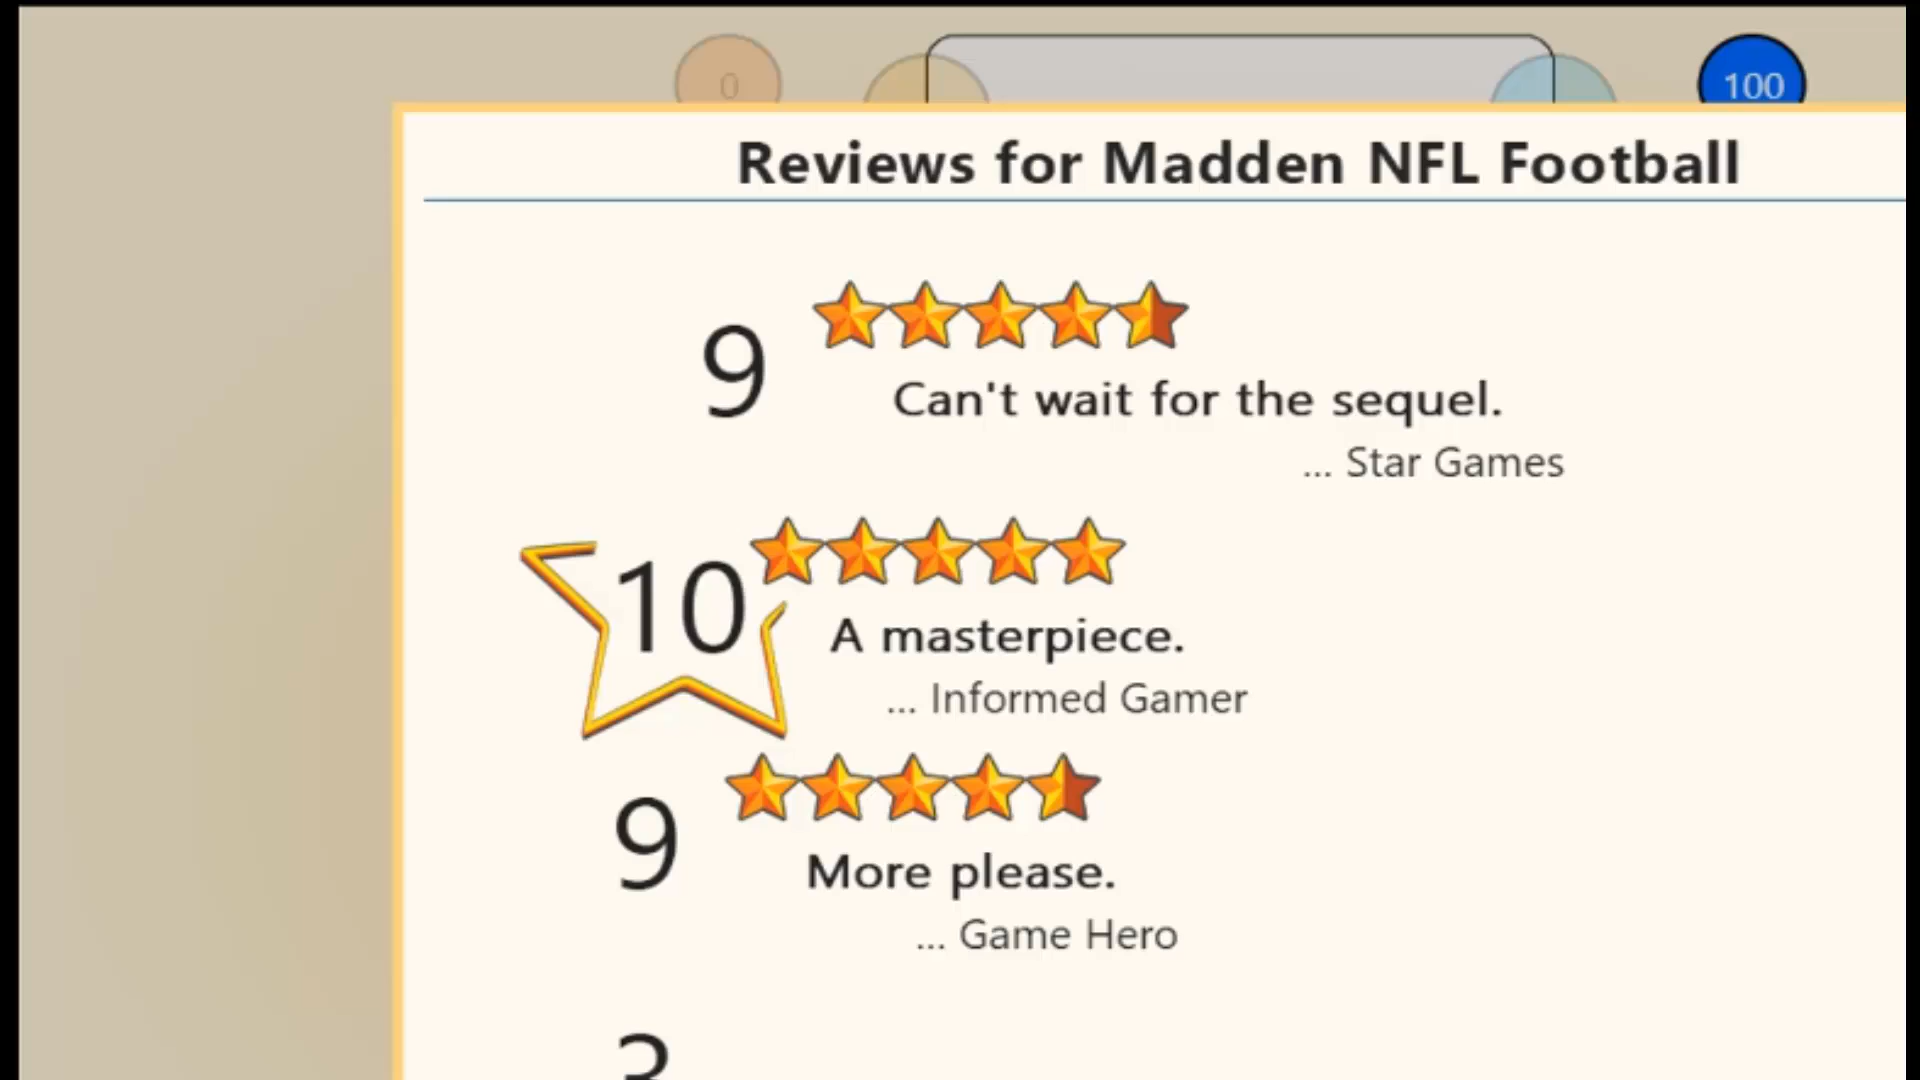 0
100
Reviews for Madden NFL Football
9
Can't wait for the sequel.
... Star Games
10
A masterpiece.
... Informed Gamer
9
More please.
... Game Hero
3